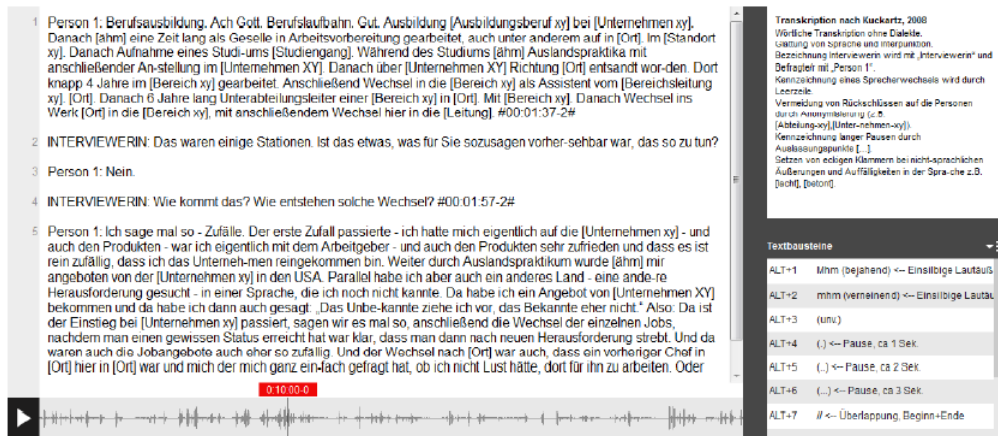 1 Person 1: Berufsausbildung. Ach Gott. Berufslaufbahn. Gut. Ausbildung [Ausbildungsberuf xy] bei [Unternehmen xy].
Danach [ähm] eine Zeit lang als Geselle in Arbeitsvorbereitung gearbeitet, auch unter anderem auf in [Ort]. Im [Standort
xy]. Danach Aufnahme eines Studi-ums [Studiengang]. Während des Studiums [ähm] Auslandspraktika mit
anschließender An-stellung im [Unternehmen XY]. Danach über [Unternehmen XY] Richtung [Ort] entsandt wor-den. Dort
knapp 4 Jahre im [Bereich xy] gearbeitet. Anschließend Wechsel in die [Bereich xy] als Assistent vom [Bereichsleitung
xy]. [Ort]. Danach 6 Jahre lang Unterabteilungsleiter einer [Bereich xy] in [Ort]. Mit [Bereich xy]. Danach Wechsel ins
Werk [Ort] in die [Bereich xy], mit anschließendem Wechsel hier in die [Leitung]. #00:01:37-2#
2 INTERVIEWERIN: Das waren einige Stationen. Ist das etwas, was für Sie sozusagen vorher-sehbar war, das so zu tun?
3 Person 1: Nein.
4 INTERVIEWERIN: Wie kommt das? Wie entstehen solche Wechsel? #00:01:57-2#
5 Person 1: Ich sage mal so - Zufälle. Der erste Zufall passierte - ich hatte mich eigentlich auf die [Unternehmen xy] - und
auch den Produkten - war ich eigentlich mit dem Arbeitgeber - und auch den Produkten sehr zufrieden und dass es ist
rein zufällig, dass ich das Unterneh-men reingekommen bin. Weiter durch Auslandspraktikum wurde [ähm] mir
angeboten von der [Unternehmen xy] in den USA. Parallel habe ich aber auch ein anderes Land - eine ande-re
Herausforderung gesucht - in einer Sprache, die ich noch nicht kannte. Da habe ich ein Angebot von [Unternehmen XY]
bekommen und da habe ich dann auch gesagt: „Das Unbe-kannte ziehe ich vor, das Bekannte eher nicht.“ Also: Da ist
der Einstieg bei [Unternehmen xy] passiert, sagen wir es mal so, anschließend die Wechsel der einzelnen Jobs,
nachdem man einen gewissen Status erreicht hat war klar, dass man dann nach neuen Herausforderung strebt. Und da
waren auch die Jobangebote auch eher so zufällig. Und der Wechsel nach [Ort] war auch, dass ein vorheriger Chef in
[Ort] hier in [Ort] war und mich der mich ganz ein-fach gefragt hat, ob ich nicht Lust hätte, dort für ihn zu arbeiten. Oder
0:10:00-0
Transkription nach Kuckartz, 2008
Wörtliche Transkription ohne Dialekte.
Glättung von Sprache und Interpunktion.
Bezeichnung Interviewerin wird mit „Interviewerin“ und
Befragte/r mit „Person 1“.
Kennzeichnung eines Sprecherwechsels wird durch
Leerzeile.
Vermeidung von Rückschlüssen auf die Personen
durch Anonymisierung (z.B.
[Abteilung-xy],[Unter-nehmen-xy]).
Kennzeichnung langer Pausen durch
Auslassungspunkte [...].
Setzen von eckigen Klammern bei nicht-sprachlichen
Äußerungen und Auffälligkeiten in der Spra-che z.B.
[lacht], [betont].
Textbausteine
ALT+1 Mhm (bejahend) <-- Einsilbige Lautäuß
ALT+2 mhm (verneinend) <-- Einsilbige Lautäu
ALT+3 (unv.)
ALT+4 (.) <-- Pause, ca 1 Sek.
ALT+5 (..) <-- Pause, ca 2 Sek.
ALT+6 (...) <-- Pause, ca 3 Sek.
ALT+7 // <-- Überlappung, Beginn+Ende